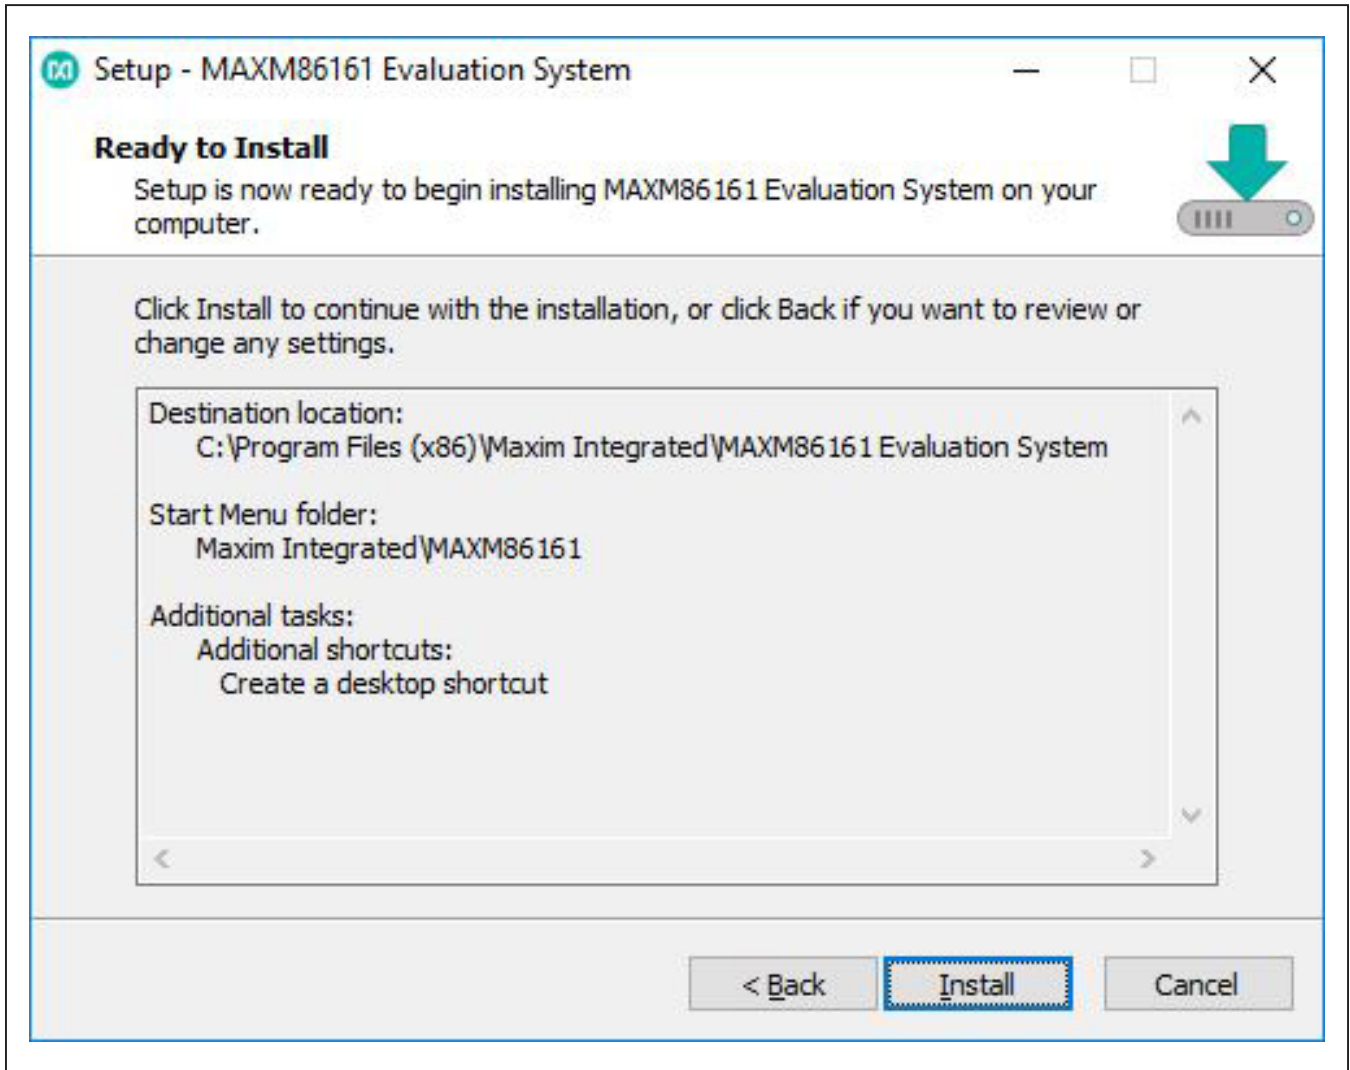 Setup - MAXM86161 Evaluation System
Ready to Install
Setup is now ready to begin installing MAXM86161 Evaluation System on your
computer.
Click Install to continue with the installation, or click Back if you want to review or
change any settings.
Destination location:
C:\Program Files (x86)\Maxim Integrated\MAXM86161 Evaluation System
Start Menu folder:
Maxim Integrated\MAXM86161
Additional tasks:
Additional shortcuts:
Create a desktop shortcut
< Back
Install
Cancel